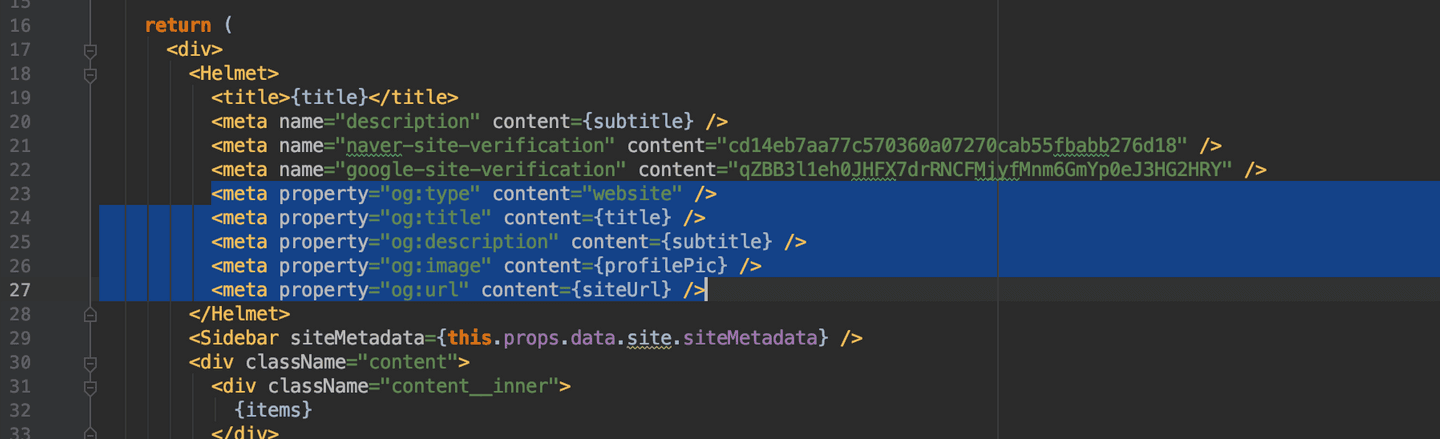 15
16 return (
17 <div>
18 <Helmet>
19 <title>{title}</title>
20 <meta name="description" content={subtitle} />
21 <meta name="naver-site-verification" content="cd14eb7aa77c570360a07270cab55fbabb276d18" />
22 <meta name="google-site-verification" content="qZBB3l1eh0JHFX7drRNCFMjyfMnm6GmYp0eJ3HG2HRY" />
23 <meta property="og:type" content="website" />
24 <meta property="og:title" content={title} />
25 <meta property="og:description" content={subtitle} />
26 <meta property="og:image" content={profilePic} />
27 <meta property="og:url" content={siteUrl} />
28 </Helmet>
29 <Sidebar siteMetadata={this.props.data.site.siteMetadata} />
30 <div className="content">
31 <div className="content__inner">
32 {items}
33 </div>